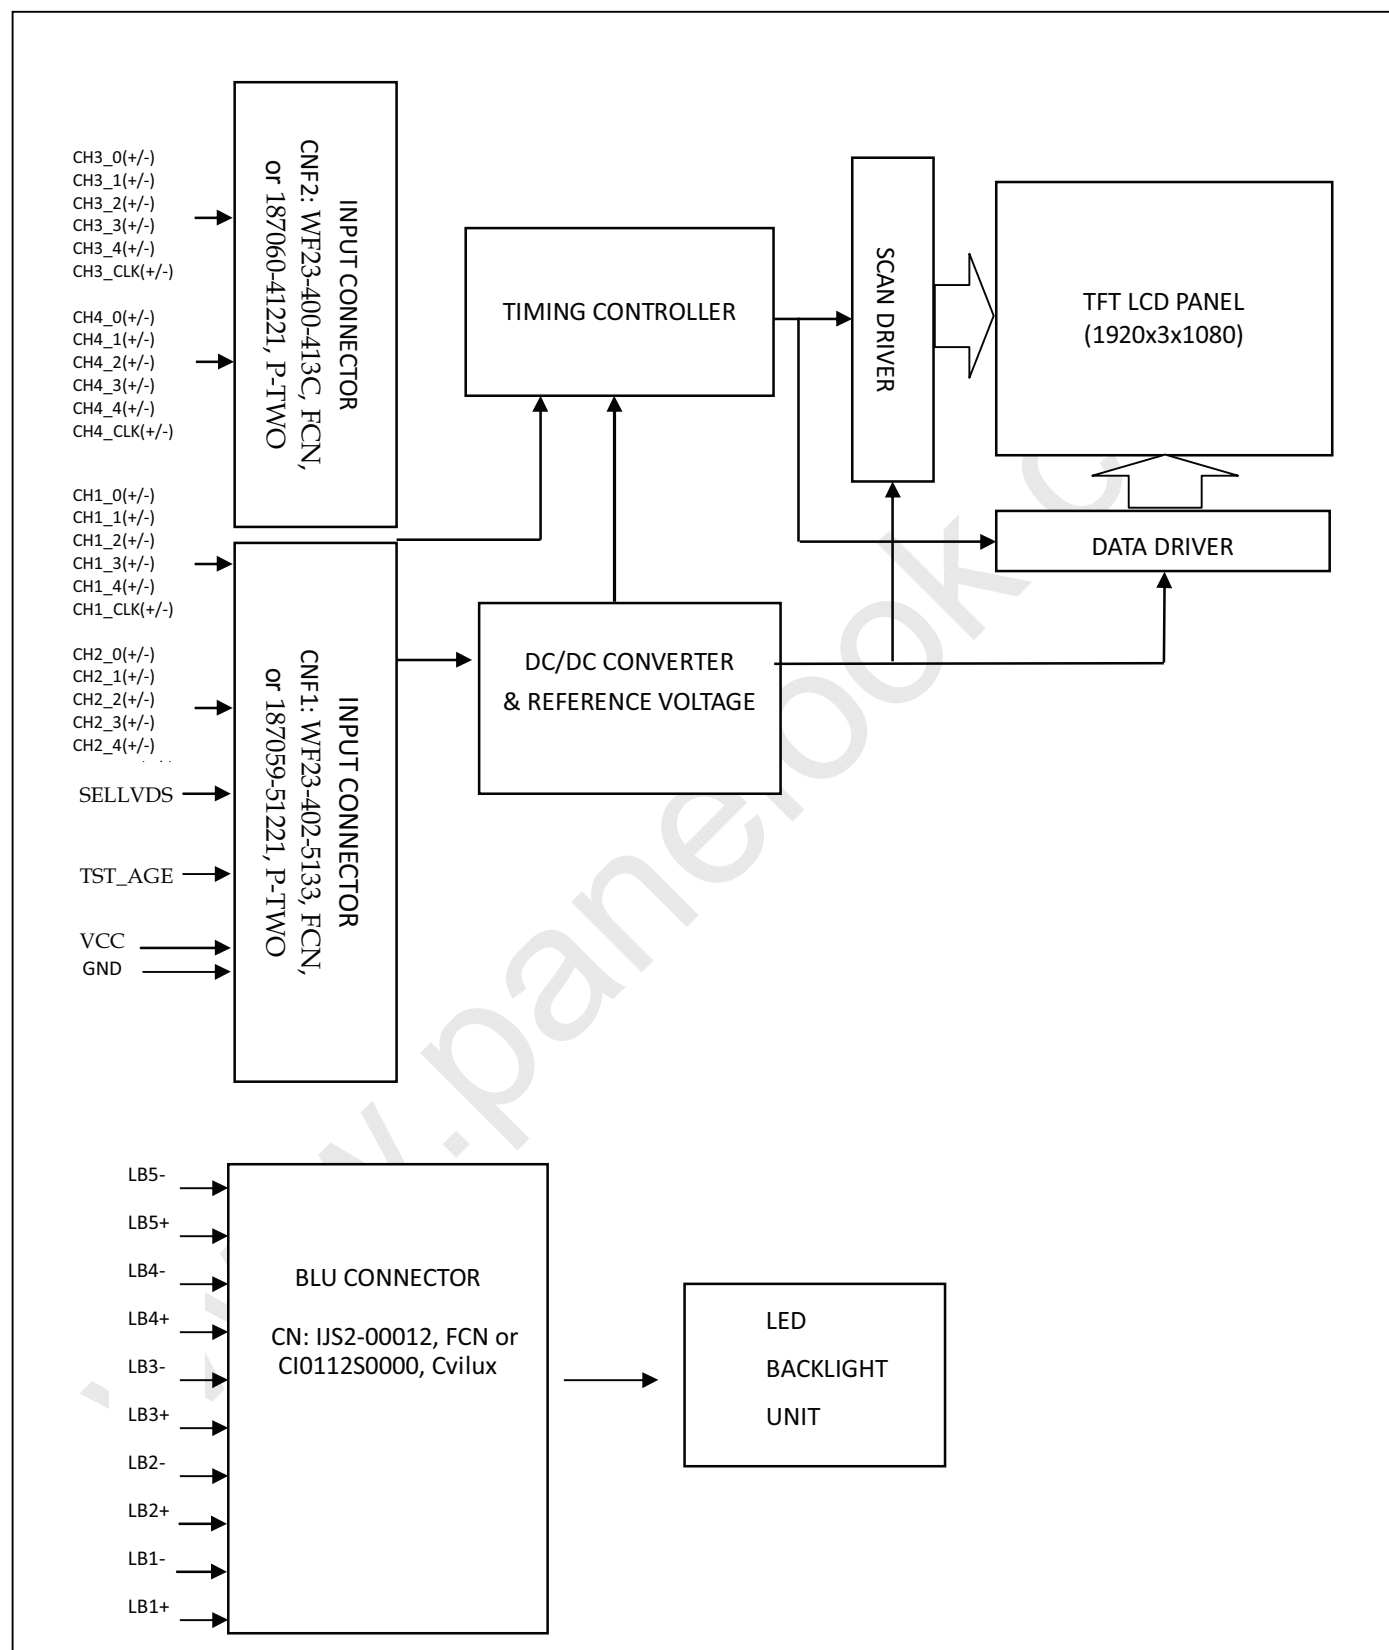 CH3_0(+/-)
CH3_1(+/-)
CH3_2(+/-)
CH3_3(+/-)
CH3_4(+/-)
CH3_CLK(+/-)
CH4_0(+/-)
CH4_1(+/-)
CH4_2(+/-)
CH4_3(+/-)
CH4_4(+/-)
CH4_CLK(+/-)
INPUT CONNECTOR
CNF2: WF23-400-413C, FCN,
or 187060-41221, P-TWO
CH1_0(+/-)
CH1_1(+/-)
CH1_2(+/-)
CH1_3(+/-)
CH1_4(+/-)
CH1_CLK(+/-)
CH2_0(+/-)
CH2_1(+/-)
CH2_2(+/-)
CH2_3(+/-)
CH2_4(+/-)
SELLVDS
TST_AGE
VCC
GND
INPUT CONNECTOR
CNF1: WF23-402-5133, FCN,
or 187059-51221, P-TWO
TIMING CONTROLLER
SCAN DRIVER
TFT LCD PANEL
(1920x3x1080)
DATA DRIVER
DC/DC CONVERTER
& REFERENCE VOLTAGE
LB5-
LB5+
LB4-
LB4+
LB3-
LB3+
LB2-
LB2+
LB1-
LB1+
BLU CONNECTOR
CN: IJS2-00012, FCN or
CI0112S0000, Cvilux
LED
BACKLIGHT
UNIT
.panelook.c